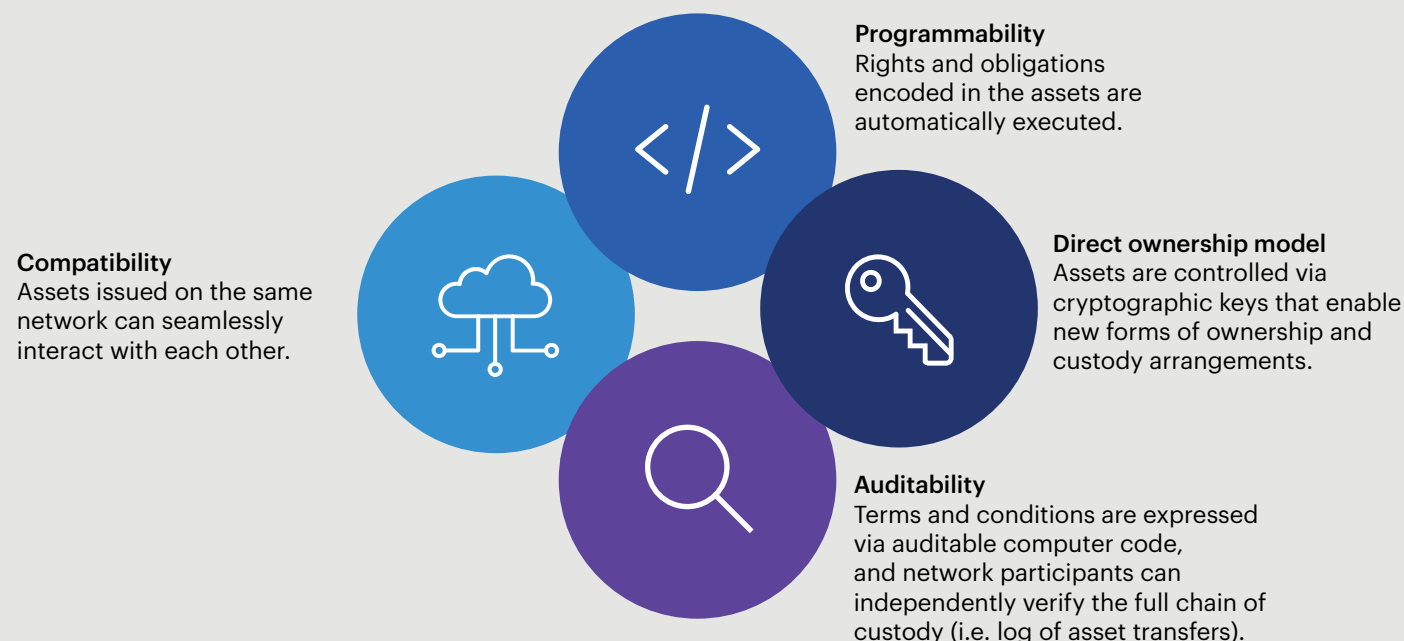 Programmability
Rights and obligations
encoded in the assets are
automatically executed.
Compatibility
Assets issued on the same
network can seamlessly
interact with each other.
Direct ownership model
Assets are controlled via
cryptographic keys that enable
new forms of ownership and
custody arrangements.
Auditability
Terms and conditions are expressed
via auditable computer code,
and network participants can
independently verify the full chain of
custody (i.e. log of asset transfers).